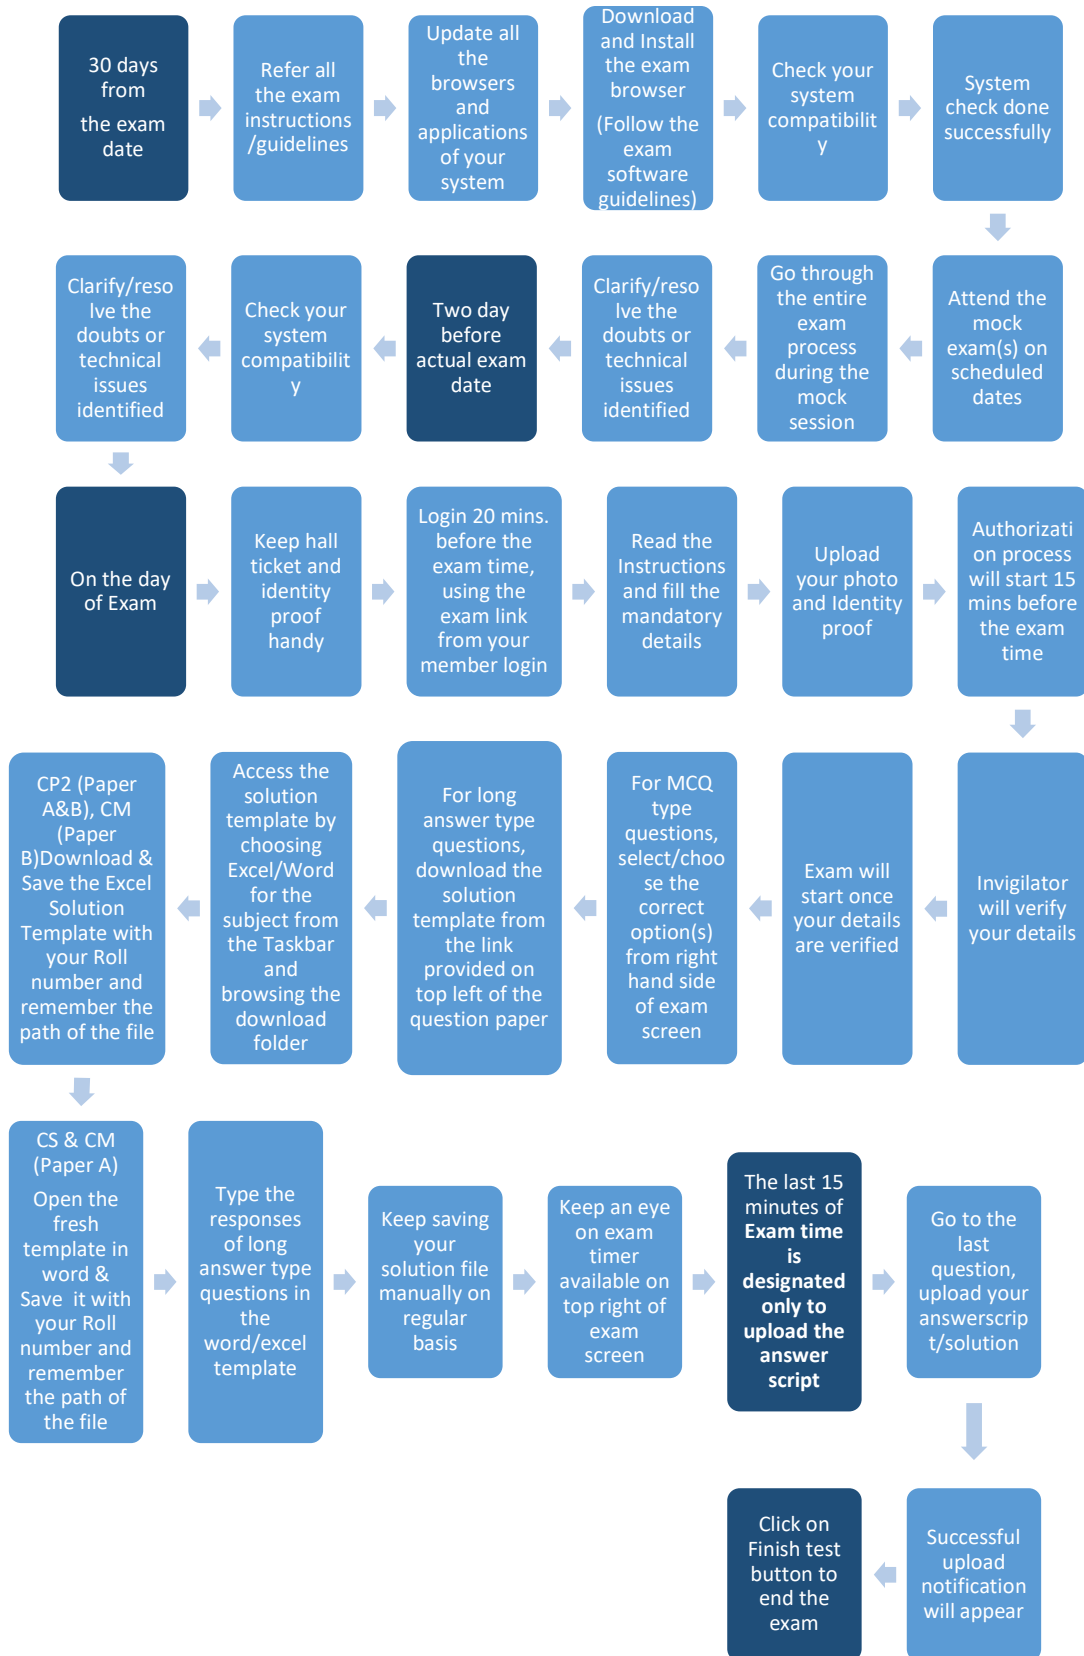 30 days
from
the exam
date
Refer all
the exam
instructions
/guidelines
Update all
the
browsers
and
applications
of your
system
Download
and Install
the exam
browser
(Follow the
exam
software
guidelines)
Check your
system
compatibilit
y
System
check done
successfully
Attend the
mock
exam(s) on
scheduled
dates
Go through
the entire
exam
process
during the
mock
session
Clarify/reso
lve the
doubts or
technical
issues
identified
Two day
before
actual exam
date
Check your
system
compatibilit
y
Clarify/reso
lve the
doubts or
technical
issues
identified
On the day
of Exam
Keep hall
ticket and
identity
proof
handy
Login 20 mins.
before the
exam time,
using the
exam link
from your
member login
Read the
Instructions
and fill the
mandatory
details
Upload
your photo
and Identity
proof
Authorizati
on process
will start 15
mins before
the exam
time
Invigilator
will verify
your details
Exam will
start once
your details
are verified
For MCQ
type
questions,
select/choo
se the
correct
option(s)
from right
hand side
of exam
screen
For long
answer type
questions,
download the
solution
template from
the link
provided on
top left of the
question paper
Access the
solution
template by
choosing
Excel/Word
for the
subject from
the Taskbar
and
browsing the
download
folder
CP2 (Paper
A&B), CM
(Paper
B)Download &
Save the Excel
Solution
Template with
your Roll
number and
remember the
path of the file
CS & CM
(Paper A)
Open the
fresh
template in
word &
Save it with
your Roll
number and
remember
the path of
the file
Type the
responses
of long
answer type
questions in
the
word/excel
template
Keep saving
your
solution file
manually on
regular
basis
Keep an eye
on exam
timer
available on
top right of
exam
screen
The last 15
minutes of
Exam time
is
designated
only to
upload the
answer
script
Go to the
last
question,
upload your
answerscrip
t/solution
Successful
upload
notification
will appear
Click on
Finish test
button to
end the
exam